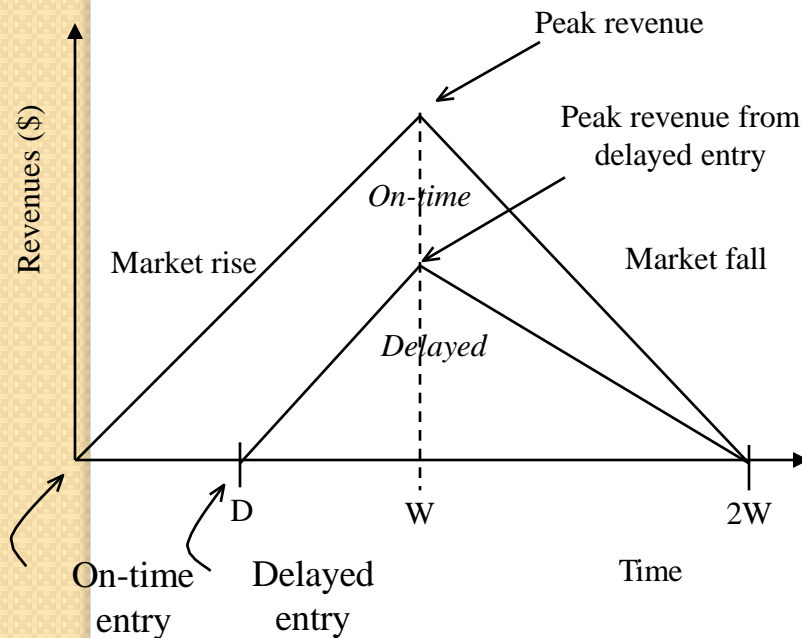 Peak revenue
Peak revenue from
delayed entry
Revenues ($)
On-time
Market rise
Market fall
Delayed
D
W
2W
On-time
entry
Delayed
entry
Time